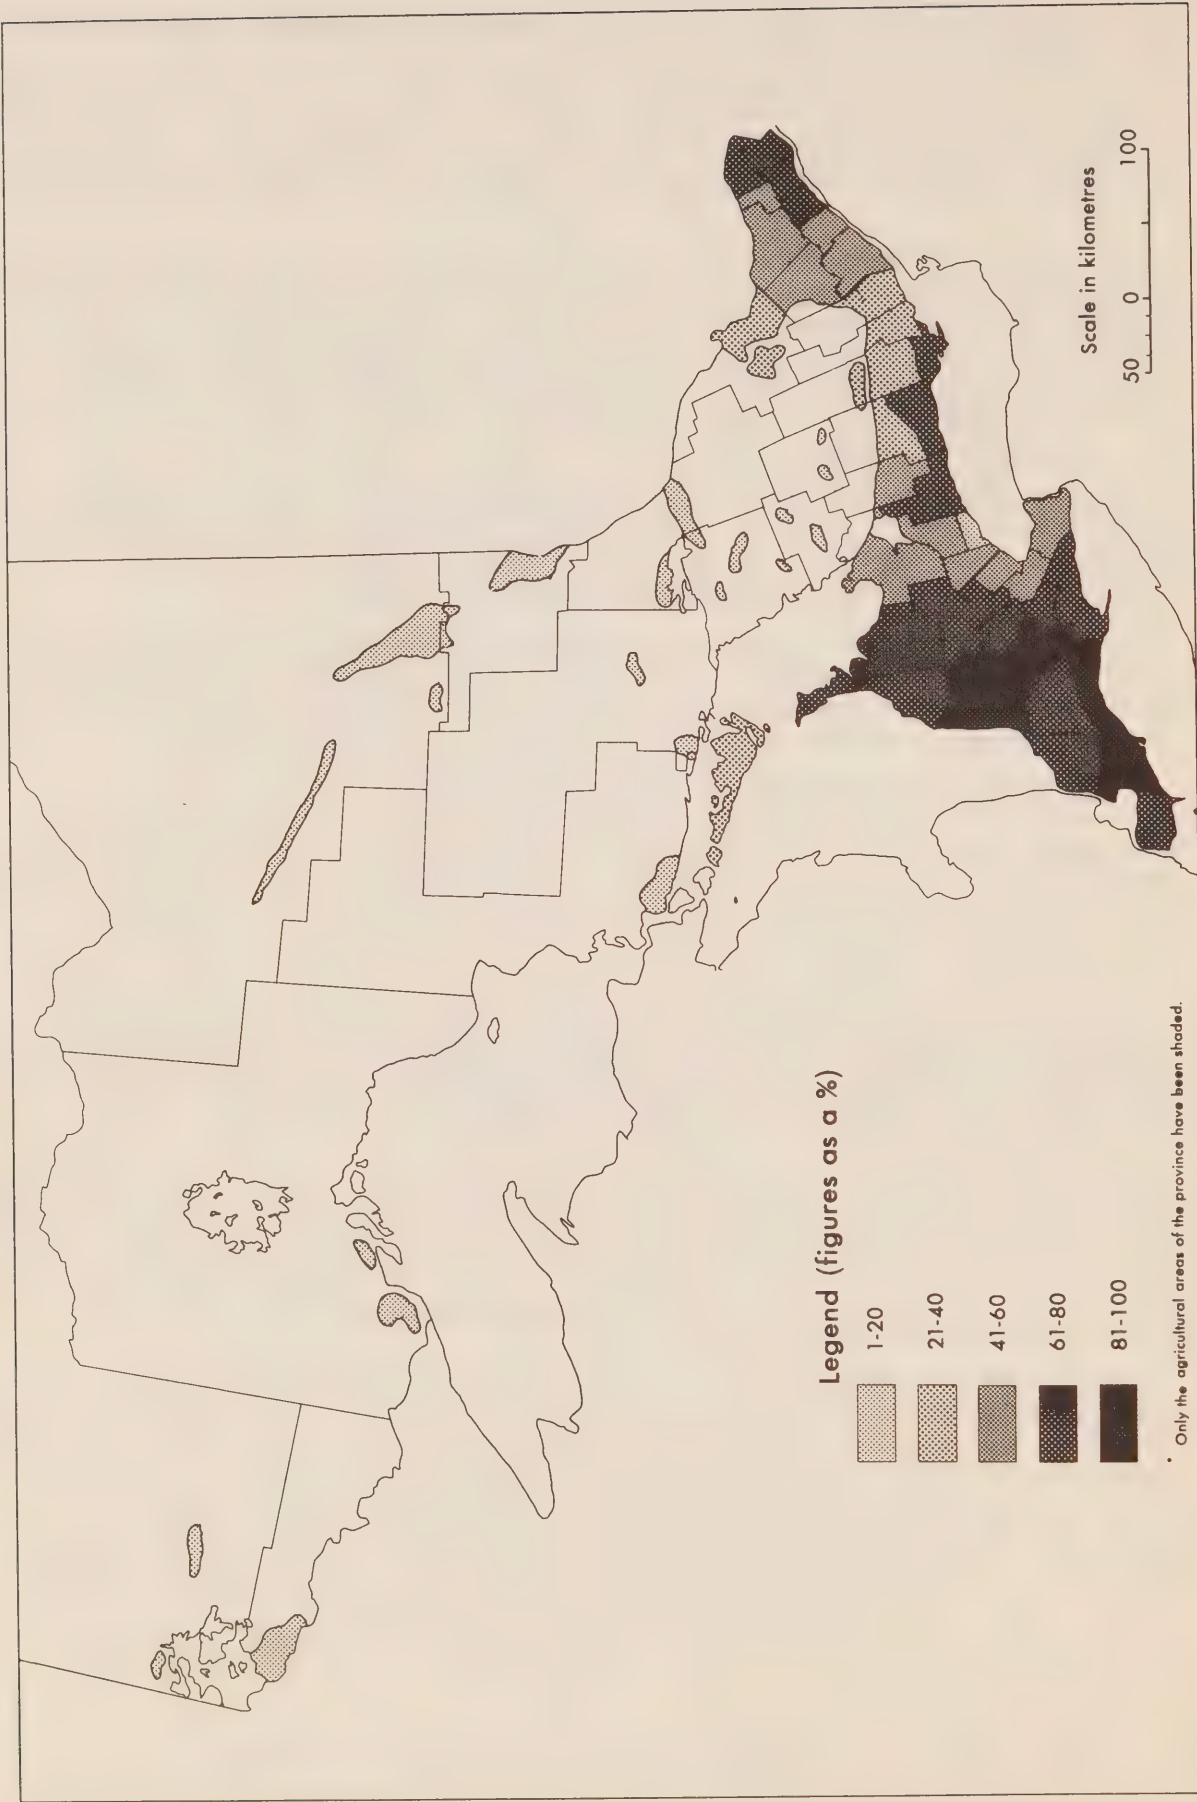 Legend (figures as a %)
1-20
21-40
41-60
61-80
81-100
Scale in kilometres
50 0 100
Only the agricultural areas of the province have been shaded.